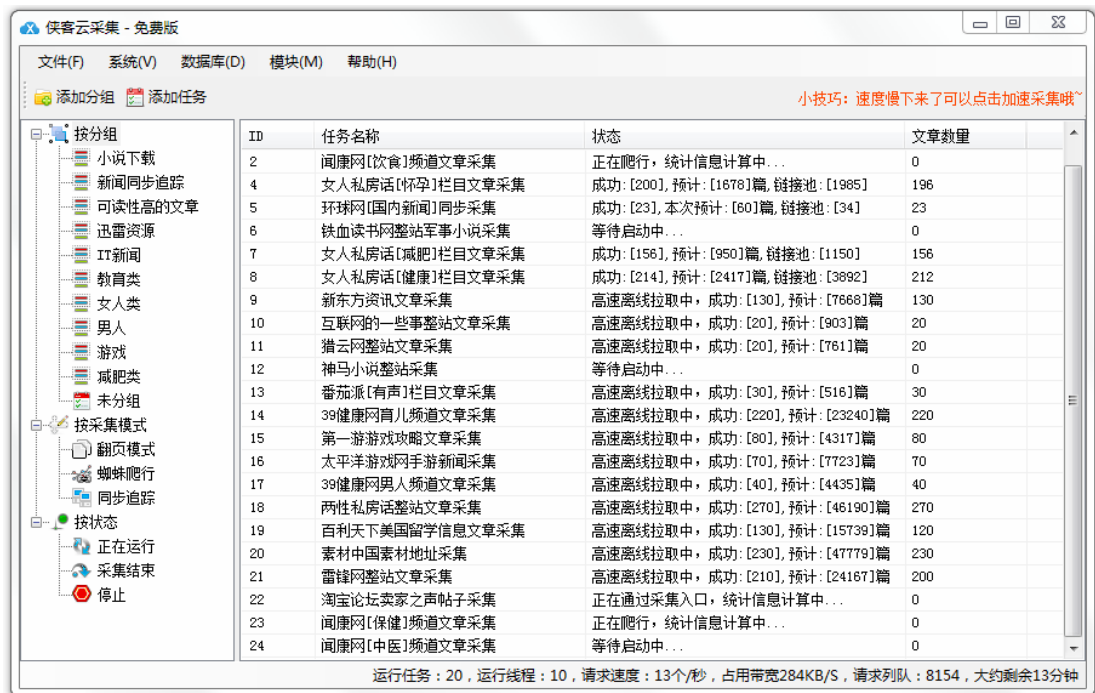 侠客云采集 - 免费版
文件(F) 系统(V) 数据库(D) 模块(M) 帮助(H)
添加分组 添加任务
小技巧：速度慢下来了可以点击加速采集哦~
按分组
小说下载
新闻同步追踪
可读性高的文章
迅雷资源
IT新闻
教育类
女人类
男人
游戏
减肥类
未分组
按采集模式
翻页模式
蜘蛛爬行
同步追踪
按状态
正在运行
采集结束
停止
ID 任务名称 状态 文章数量
2 闻康网[饮食]频道文章采集 正在爬行，统计信息计算中... 0
4 女人私房话[怀孕]栏目文章采集 成功:[200],预计:[1678]篇,链接池:[1985] 196
5 环球网[国内新闻]同步采集 成功:[23],本次预计:[60]篇,链接池:[34] 23
6 铁血读书网整站军事小说采集 等待启动中... 0
7 女人私房话[减肥]栏目文章采集 成功:[156],预计:[950]篇,链接池:[1150] 156
8 女人私房话[健康]栏目文章采集 成功:[214],预计:[2417]篇,链接池:[3892] 212
9 新东方资讯文章采集 高速离线拉取中，成功:[130],预计:[7668]篇 130
10 互联网的一些事整站文章采集 高速离线拉取中，成功:[20],预计:[903]篇 20
11 猎云网整站文章采集 高速离线拉取中，成功:[20],预计:[761]篇 20
12 神马小说整站采集 等待启动中... 0
13 番茄派[有声]栏目文章采集 高速离线拉取中，成功:[30],预计:[516]篇 30
14 39健康网育儿频道文章采集 高速离线拉取中，成功:[220],预计:[23240]篇 220
15 第一游游戏攻略文章采集 高速离线拉取中，成功:[80],预计:[4317]篇 80
16 太平洋游戏网手游新闻采集 高速离线拉取中，成功:[70],预计:[7723]篇 70
17 39健康网男人频道文章采集 高速离线拉取中，成功:[40],预计:[4435]篇 40
18 两性私房话整站文章采集 高速离线拉取中，成功:[270],预计:[46190]篇 270
19 百利天下美国留学信息文章采集 高速离线拉取中，成功:[130],预计:[15739]篇 120
20 素材中国素材地址采集 高速离线拉取中，成功:[230],预计:[47779]篇 230
21 雷锋网整站文章采集 高速离线拉取中，成功:[210],预计:[24167]篇 200
22 淘宝论坛卖家之声帖子采集 正在通过采集入口，统计信息计算中... 0
23 闻康网[保健]频道文章采集 正在爬行，统计信息计算中... 0
24 闻康网[中医]频道文章采集 等待启动中... 0
运行任务：20，运行线程：10，请求速度：13个/秒，占用带宽284KB/S，请求列队：8154，大约剩余13分钟